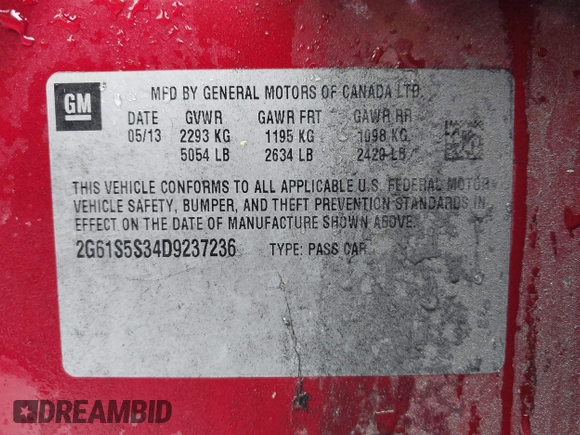 GM
MFD BY GENERAL MOTORS OF CANADA LTD.
DATE GVWR GAWR FRT GAWR RR
05/13 2293 KG 1195 KG 1098 KG
5054 LB 2634 LB 2420 LB
THIS VEHICLE CONFORMS TO ALL APPLICABLE U.S. FEDERAL MOTOR
VEHICLE SAFETY, BUMPER, AND THEFT PREVENTION STANDARDS IN
EFFECT ON THE DATE OF MANUFACTURE SHOWN ABOVE.
2G61S5S34D9237236 TYPE: PASS CAR
DREAMBID